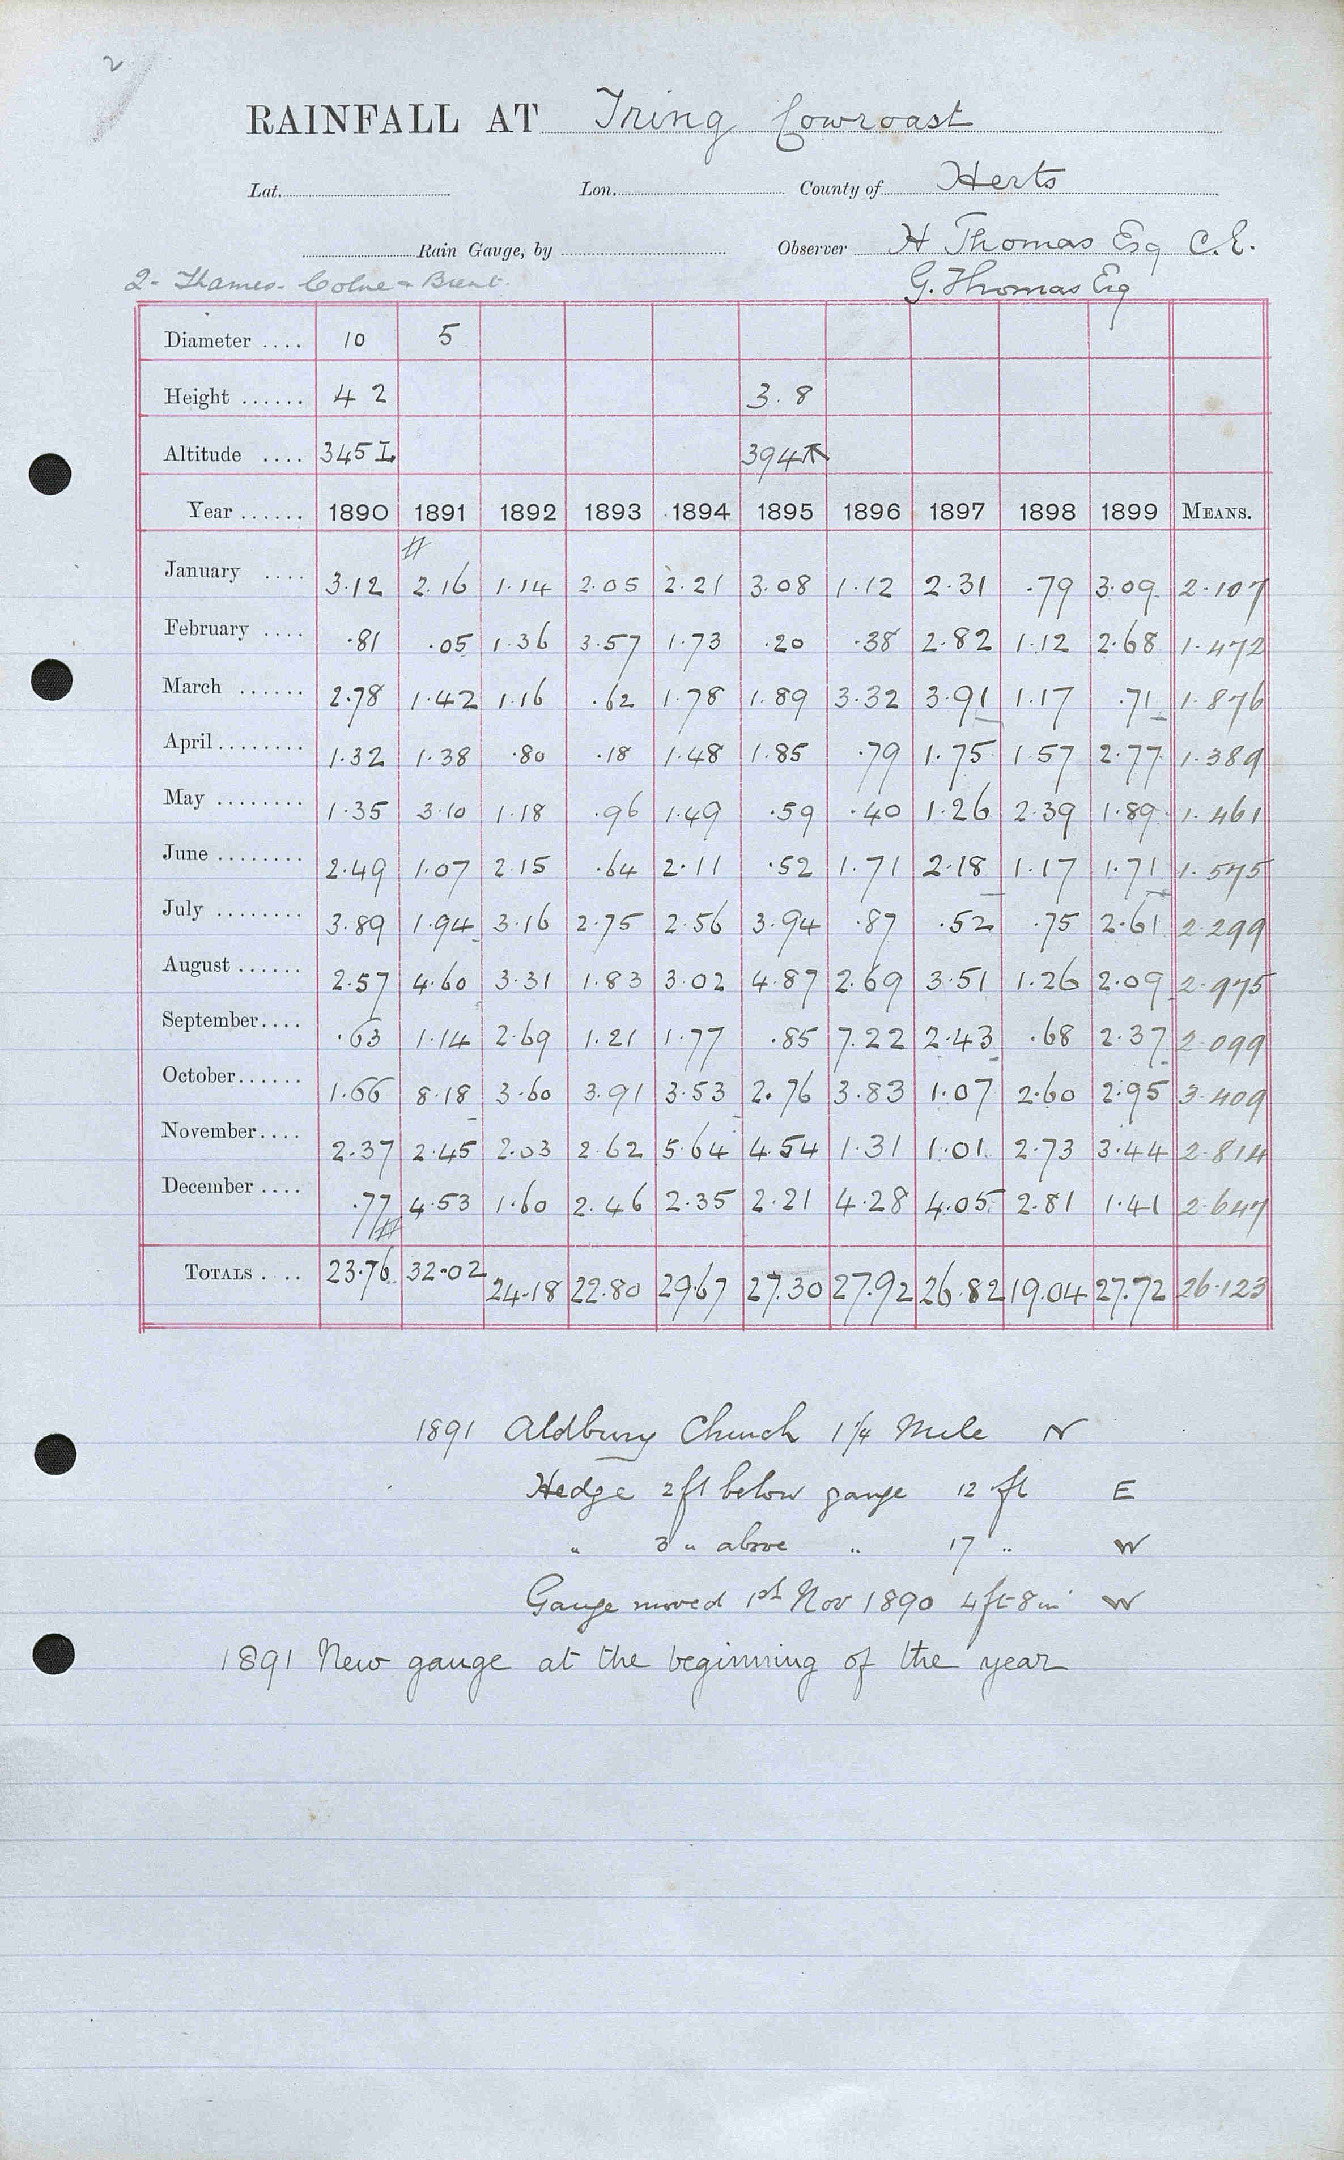 2
RAINFALL AT Tring Cowroast
Lat. Lon. County of Herts
Rain Gauge, by Observer H Thomas Esq C.E.
2- Thames- Colne & Brent. G. Thomas Esq
Diameter .... 10 5
Height ...... 4 2 3.8
Altitude .... 345 I 394
Year ...... 1890 1891 1892 1893 1894 1895 1896 1897 1898 1899 MEANS.
January .... 3.12 2.16 1.14 2.05 2.21 3.08 1.12 2.31 .79 3.09 2.107
February .... .81 .05 1.36 3.57 1.73 .20 .38 2.82 1.12 2.68 1.472
March ...... 2.78 1.42 1.16 .62 1.78 1.89 3.32 3.91 1.17 .71 1.876
April ........ 1.32 1.38 .80 .18 1.48 1.85 .79 1.75 1.57 2.77 1.389
May ........ 1.35 3.10 1.18 .96 1.49 .59 .40 1.26 2.39 1.89 1.461
June ........ 2.49 1.07 2.15 .64 2.11 .52 1.71 2.18 1.17 1.71 1.575
July ........ 3.89 1.94 3.16 2.75 2.56 3.94 .87 .52 .75 2.61 2.299
August ...... 2.57 4.60 3.31 1.83 3.02 4.87 2.69 3.51 1.26 2.09 2.975
September.... .63 1.14 2.69 1.21 1.77 .85 7.22 2.43 .68 2.37 2.099
October...... 1.66 8.18 3.60 3.91 3.53 2.76 3.83 1.07 2.60 2.95 3.409
November.... 2.37 2.45 2.03 2.62 5.64 4.54 1.31 1.01 2.73 3.44 2.814
December .... .77 4.53 1.60 2.46 2.35 2.21 4.28 4.05 2.81 1.41 2.647
TOTALS .... 23.76 32.02 24.18 22.80 29.67 27.30 27.92 26.82 19.04 27.72 26.123
1891 Aldbury Church 1¼ Mile N
Hedge 2 ft below gauge 12 ft E
" 3 " above " 17 " W
Gauge moved 1st Nov 1890 4 ft 8 in W
1891 New gauge at the beginning of the year